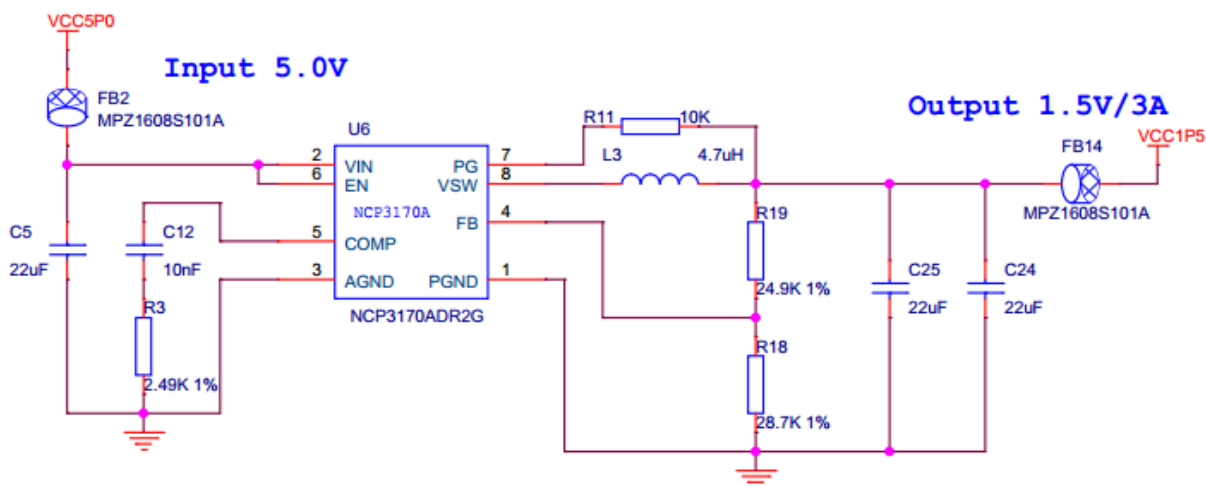 VCC5P0
Input 5.0V
FB2
MPZ1608S101A
Output 1.5V/3A
VCC1P5
FB14
MPZ1608S101A
R11
10K
U6
L3
4.7uH
2
VIN
PG
7
6
EN
VSW
8
NCP3170A
FB
4
5
COMP
3
AGND
PGND
1
NCP3170ADR2G
C5
22uF
C12
10nF
R3
2.49K 1%
R19
24.9K 1%
R18
28.7K 1%
C25
22uF
C24
22uF